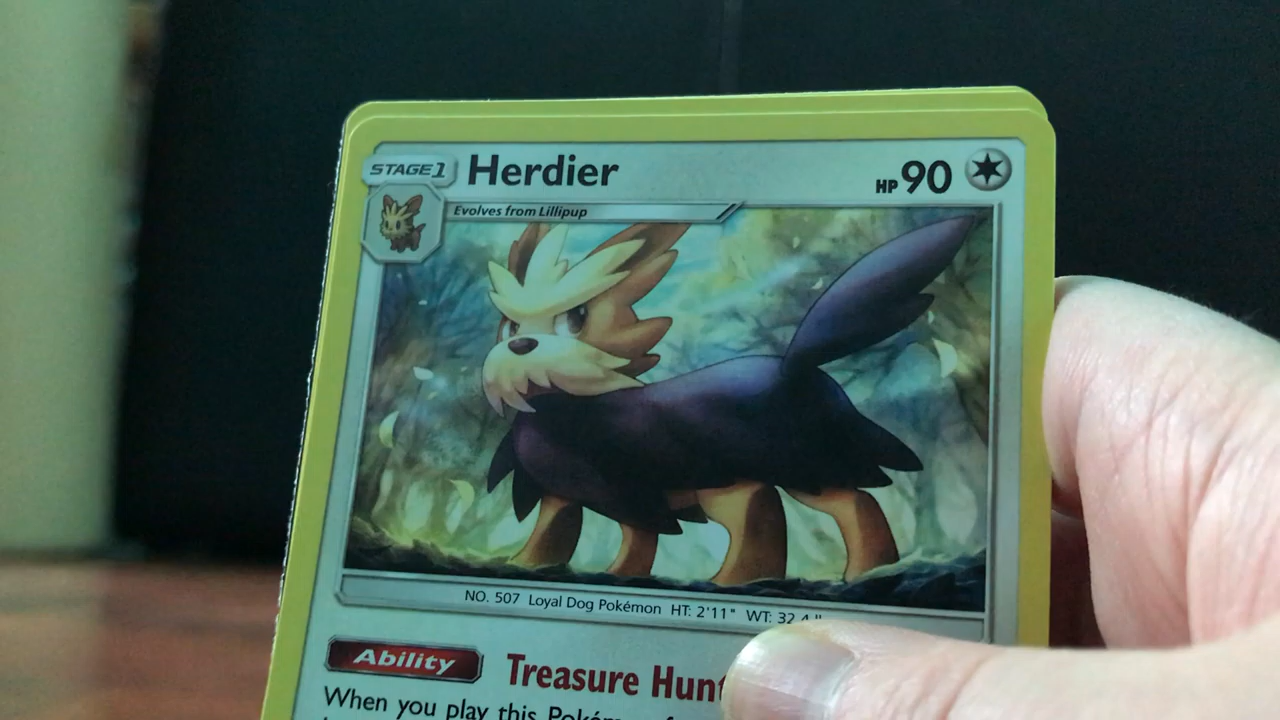 STAGE1 Herdier HP 90
Evolves from Lillipup
NO. 507 Loyal Dog Pokémon HT: 2'11" WT: 32.4
Ability Treasure Hunt
When you play this